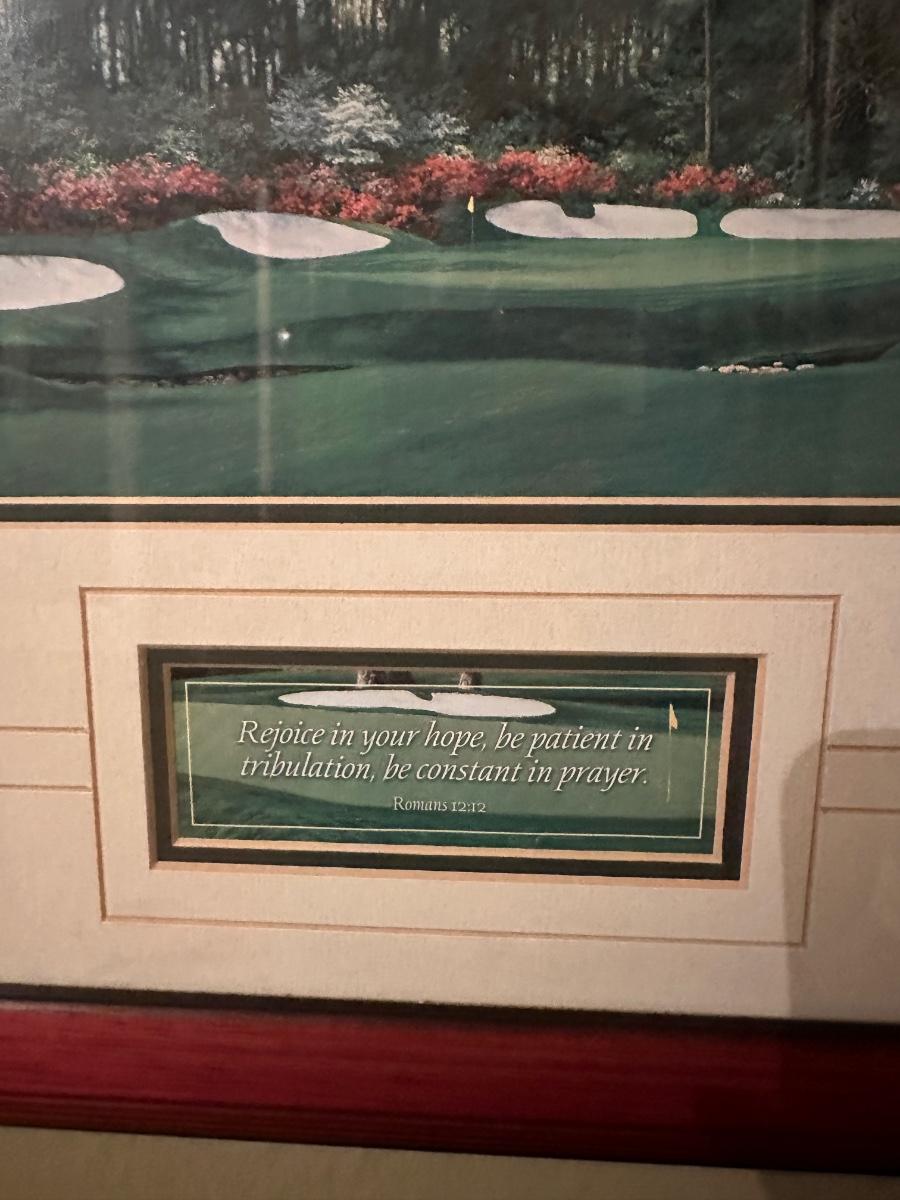 Rejoice in your hope, be patient in
tribulation, be constant in prayer.
Romans 12:12